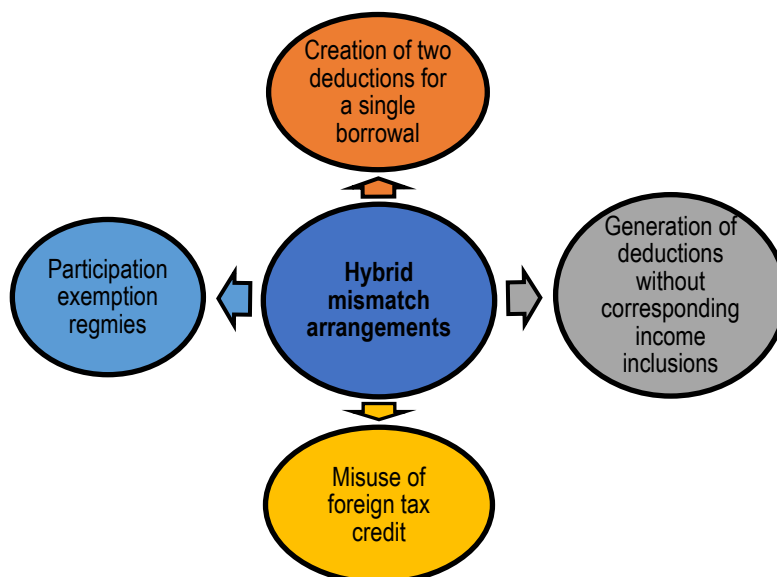 Creation of two
deductions for
a single
borrowal
Participation
exemption
regmies
Hybrid
mismatch
arrangements
Generation of
deductions
without
corresponding
income
inclusions
Misuse of
foreign tax
credit